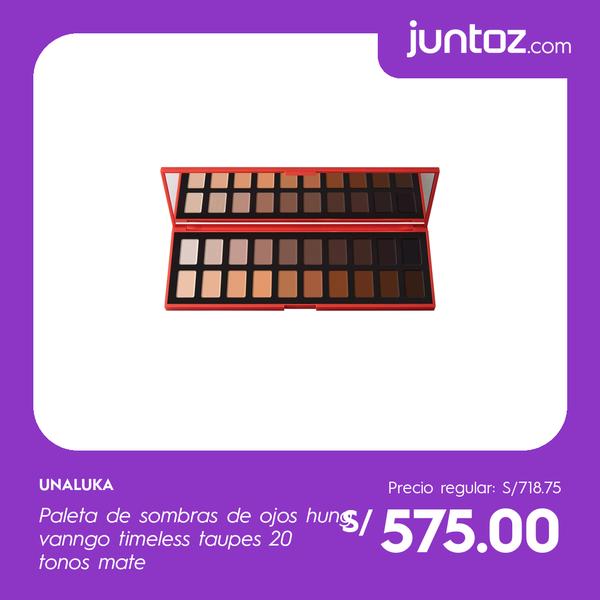 juntoz.com
UNALUKA
Paleta de sombras de ojos hung
vanngo timeless taupes 20
tonos mate
Precio regular: S/718.75
S/ 575.00